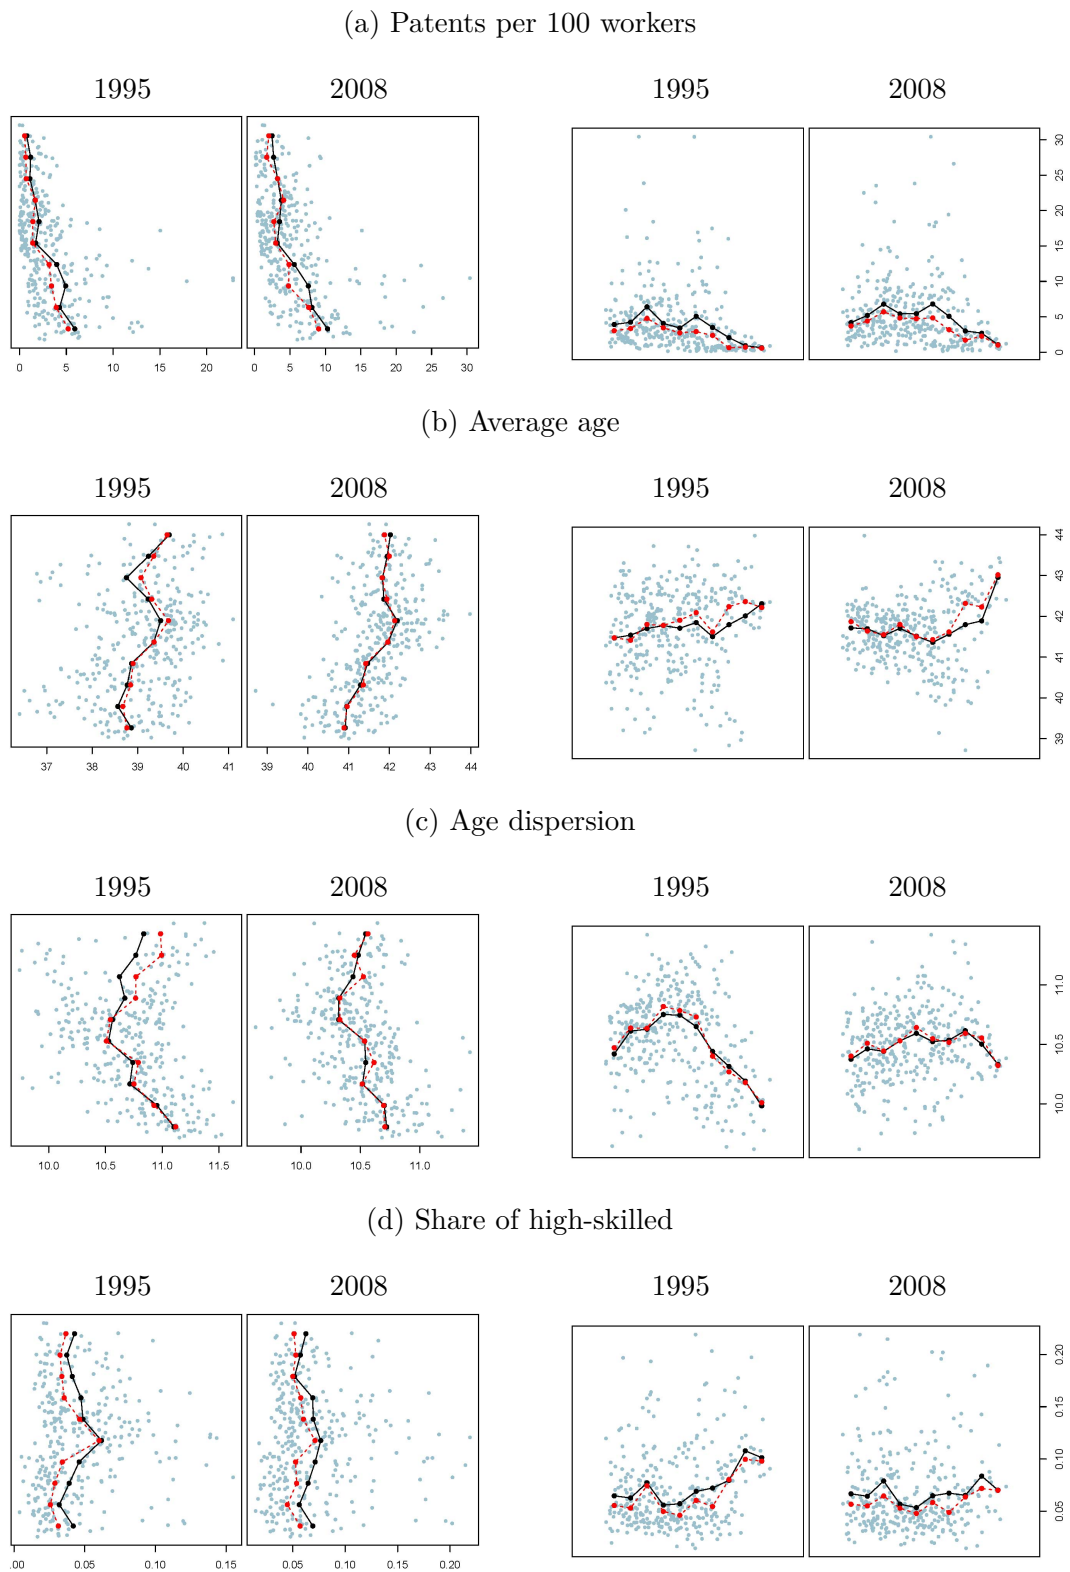 (a) Patents per 100 workers
1995 2008 1995 2008
0 5 10 15 20 0 5 10 15 20 25 30
0 5 10 15 20 25 30
(b) Average age
1995 2008 1995 2008
37 38 39 40 41 39 40 41 42 43 44
39 40 41 42 43 44
(c) Age dispersion
1995 2008 1995 2008
10.0 10.5 11.0 11.5 10.0 10.5 11.0
10.0 10.5 11.0
(d) Share of high-skilled
1995 2008 1995 2008
.00 0.05 0.10 0.15 0.05 0.10 0.15 0.20
0.05 0.10 0.15 0.20